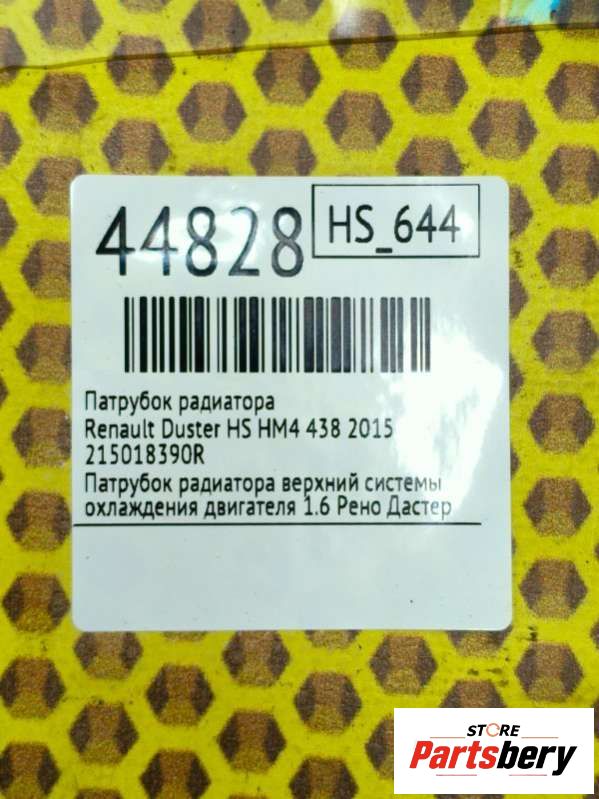 44828
HS_644
Патрубок радиатора
Renault Duster HS HM4 438 2015
215018390R
Патрубок радиатора верхний системы
охлаждения двигателя 1.6 Рено Дастер
STORE
Partsbery